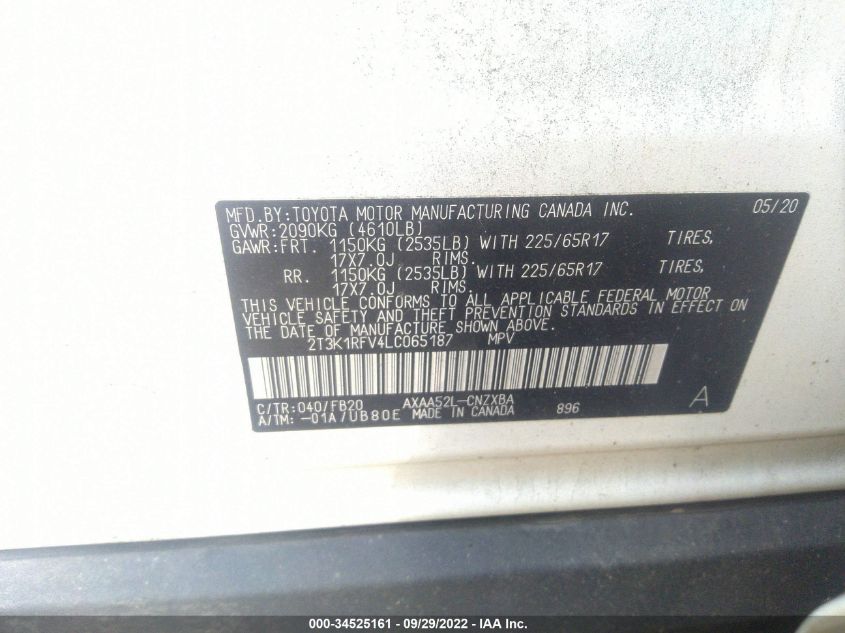 MFD.BY:TOYOTA MOTOR MANUFACTURING CANADA INC. 05/20
GVWR:2090KG (4610LB)
GAWR:FRT. 1150KG (2535LB) WITH 225/65R17 TIRES,
17X7.0J RIMS.
RR. 1150KG (2535LB) WITH 225/65R17 TIRES,
17X7.0J RIMS.
THIS VEHICLE CONFORMS TO ALL APPLICABLE FEDERAL MOTOR
VEHICLE SAFETY AND THEFT PREVENTION STANDARDS IN EFFECT ON
THE DATE OF MANUFACTURE SHOWN ABOVE.
2T3K1RFV4LC065187 MPV
C/TR:040/FB20 AXAA52L-CNZXBA A
A/TM:-01A/UB80E MADE IN CANADA 896
000-34525161 - 09/29/2022 - IAA Inc.